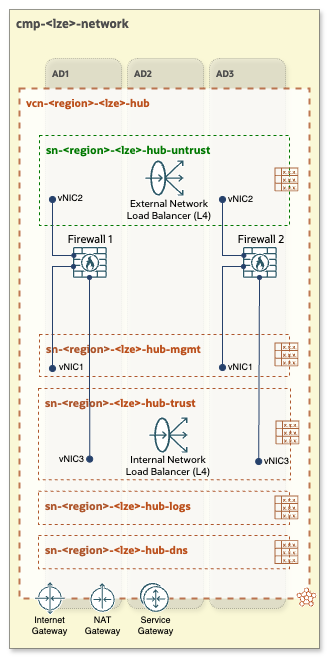 cmp-<lze>-network
AD1
AD2
AD3
vcn-<region>-<lze>-hub
sn-<region>-<lze>-hub-untrust
vNIC2
External Network
Load Balancer (L4)
vNIC2
Firewall 1
Firewall 2
sn-<region>-<lze>-hub-mgmt
vNIC1
vNIC1
sn-<region>-<lze>-hub-trust
vNIC3
Internal Network
Load Balancer (L4)
vNIC3
sn-<region>-<lze>-hub-logs
sn-<region>-<lze>-hub-dns
Internet
Gateway
NAT
Gateway
Service
Gateway